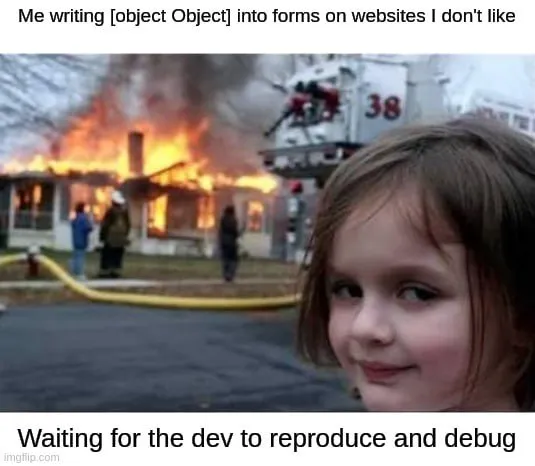 Me writing [object Object] into forms on websites I don't like
38
Waiting for the dev to reproduce and debug
imgflip.com